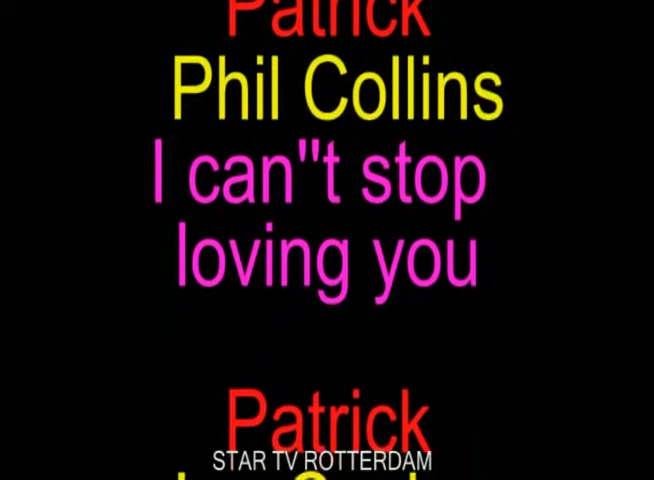 Patrick
Phil Collins
I can"t stop
loving you
Patrick
STAR TV ROTTERDAM